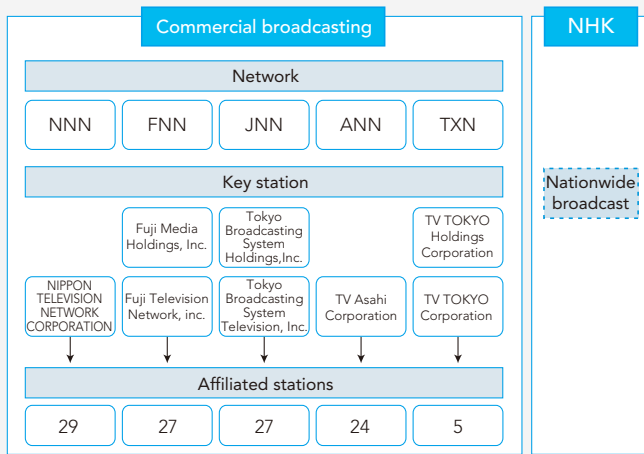 Commercial broadcasting
NHK
Network
NNN
FNN
JNN
ANN
TXN
Key station
Fuji Media
Holdings, Inc.
Tokyo
Broadcasting
System
Holdings,Inc.
TV TOKYO
Holdings
Corporation
NIPPON
TELEVISION
NETWORK
CORPORATION
Fuji Television
Network, inc.
Tokyo
Broadcasting
System
Television, Inc.
TV Asahi
Corporation
TV TOKYO
Corporation
Affiliated stations
29
27
27
24
5
Nationwide
broadcast